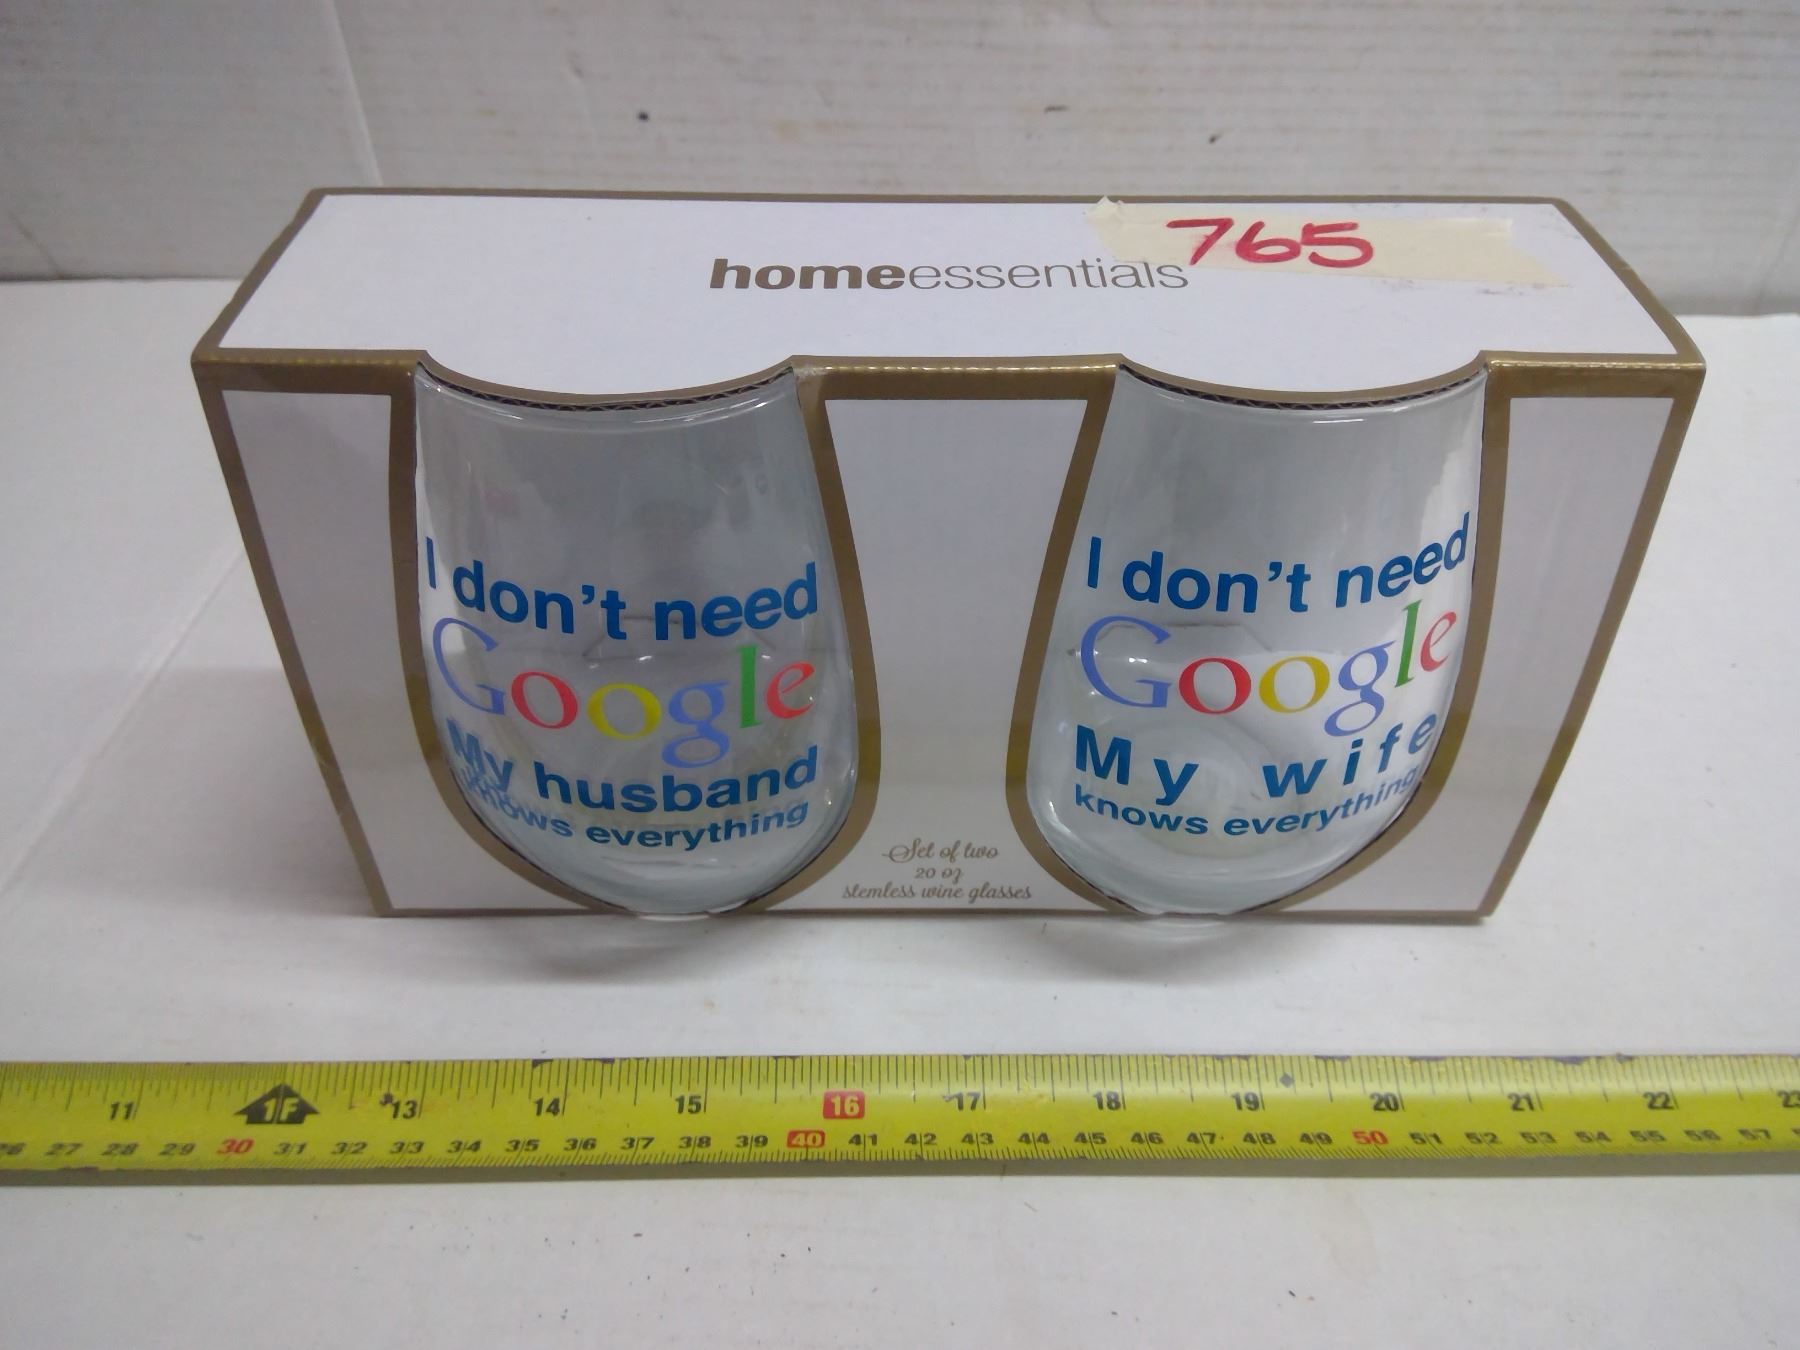 765
homeessentials
I don't need
Google
My husband
knows everything
I don't need
Google
My wife
knows everything
Set of two
20 oz
stemless wine glasses
11 1F 13 14 15 16 17 18 19 20 21 22 23
26 27 28 29 30 31 32 33 34 35 36 37 38 39 40 41 42 43 44 45 46 47 48 49 50 51 52 53 54 55 56 57